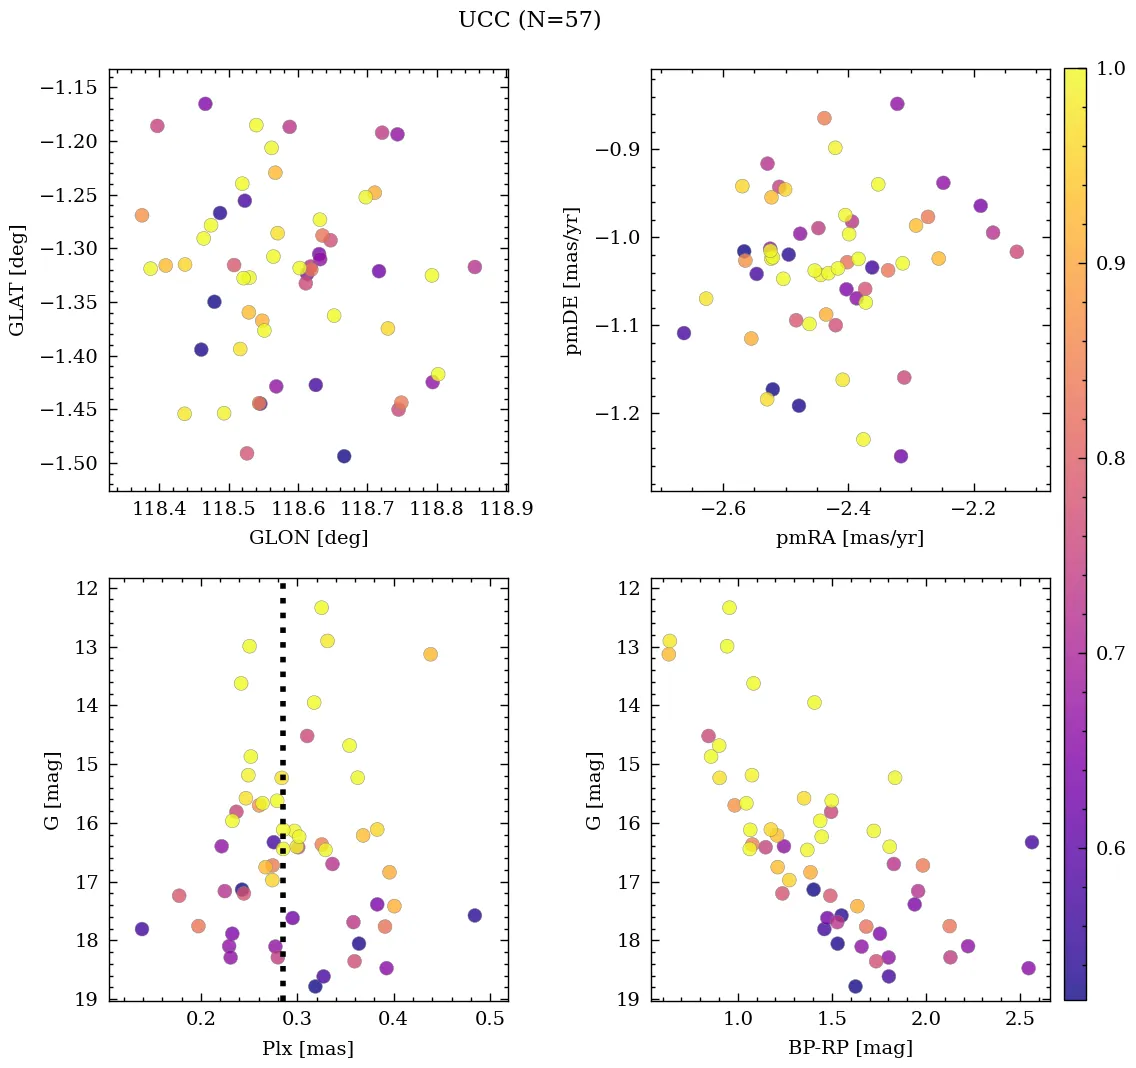 UCC (N=57)
−1.15
−1.20
−1.25
−1.30
−1.35
−1.40
−1.45
−1.50
GLAT [deg]
118.4 118.5 118.6 118.7 118.8 118.9
GLON [deg]
−0.9
−1.0
−1.1
−1.2
pmDE [mas/yr]
−2.6 −2.4 −2.2
pmRA [mas/yr]
1.0
0.9
0.8
0.7
0.6
12
13
14
15
16
17
18
19
G [mag]
0.2 0.3 0.4 0.5
Plx [mas]
12
13
14
15
16
17
18
19
G [mag]
1.0 1.5 2.0 2.5
BP-RP [mag]